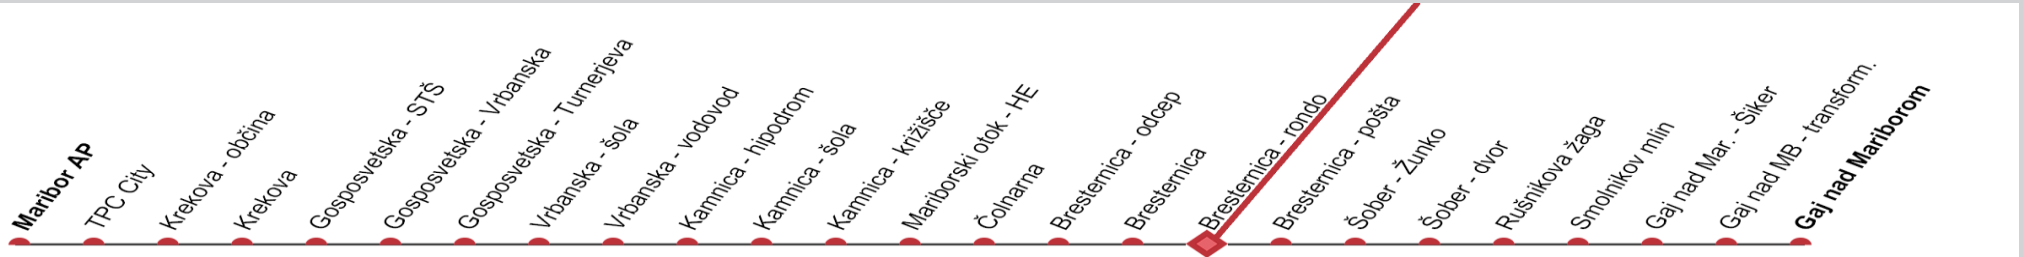 Maribor AP
TPC City
Krekova - občina
Krekova
Gosposvetska - STŠ
Gosposvetska - Vrbanska
Gosposvetska - Turnerjeva
Vrbanska - šola
Vrbanska - vodovod
Kamnica - hipodrom
Kamnica - šola
Kamnica - križišče
Mariborski otok - HE
Čolnarna
Bresternica - odcep
Bresternica
Bresternica - rondo
Bresternica - pošta
Šober - Žunko
Šober - dvor
Rušnikova žaga
Smolnikov mlin
Gaj nad Mar. - Šiker
Gaj nad MB - transform.
Gaj nad Mariborom